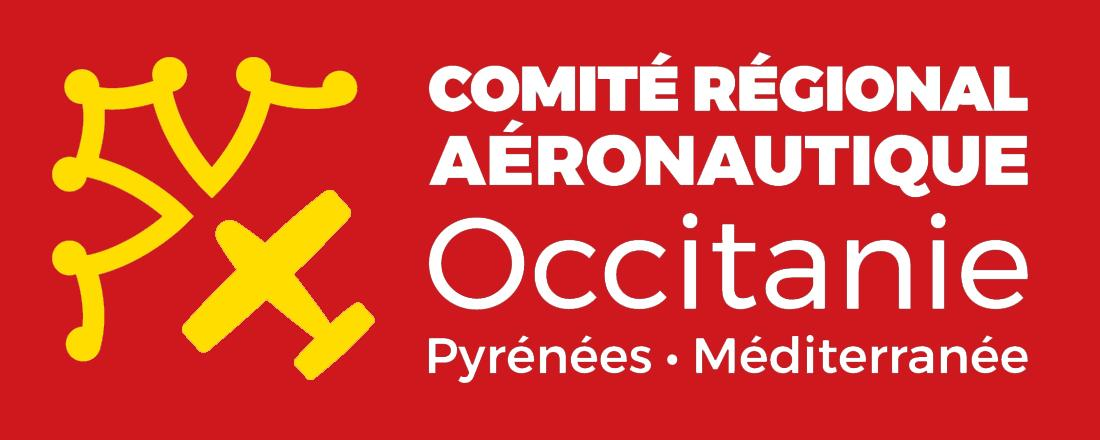 COMITÉ RÉGIONAL
AÉRONAUTIQUE
Occitanie
Pyrénées • Méditerranée